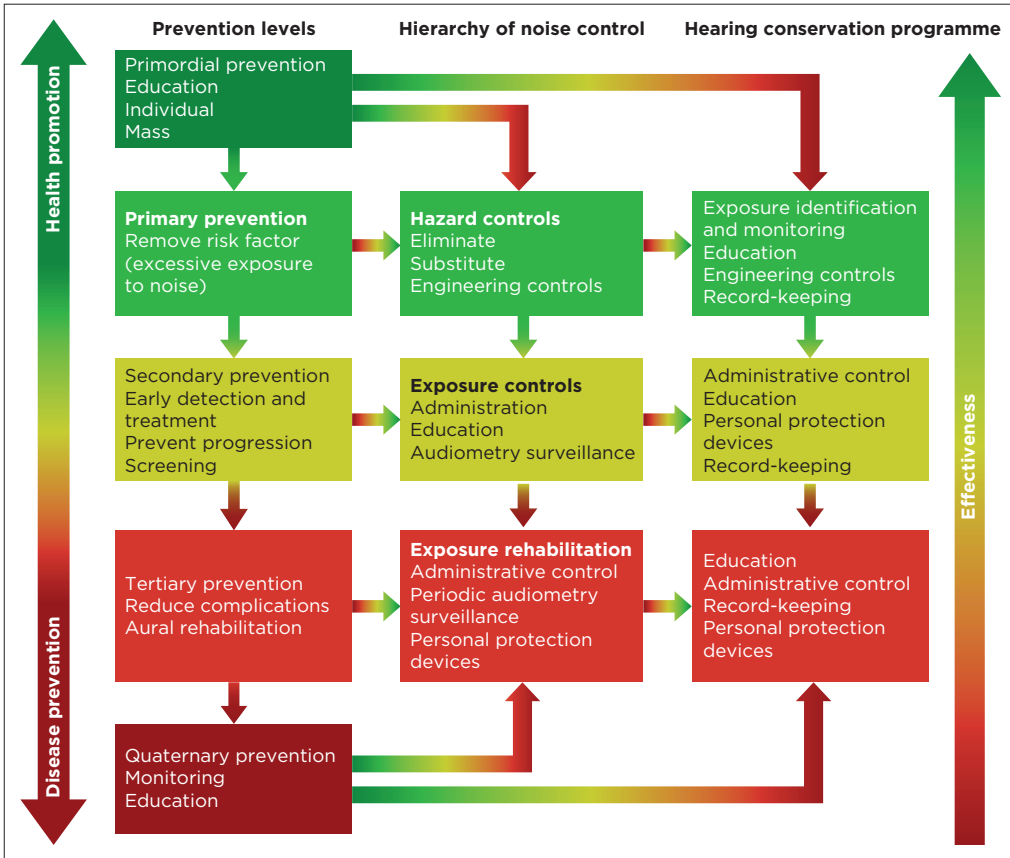 Prevention levels
Hierarchy of noise control
Hearing conservation programme
Health promotion
Disease prevention
Effectiveness
Primordial prevention
Education
Individual
Mass
Primary prevention
Remove risk factor
(excessive exposure
to noise)
Hazard controls
Eliminate
Substitute
Engineering controls
Exposure identification
and monitoring
Education
Engineering controls
Record-keeping
Secondary prevention
Early detection and
treatment
Prevent progression
Screening
Exposure controls
Administration
Education
Audiometry surveillance
Administrative control
Education
Personal protection
devices
Record-keeping
Tertiary prevention
Reduce complications
Aural rehabilitation
Exposure rehabilitation
Administrative control
Periodic audiometry
surveillance
Personal protection
devices
Education
Administrative control
Record-keeping
Personal protection
devices
Quaternary prevention
Monitoring
Education